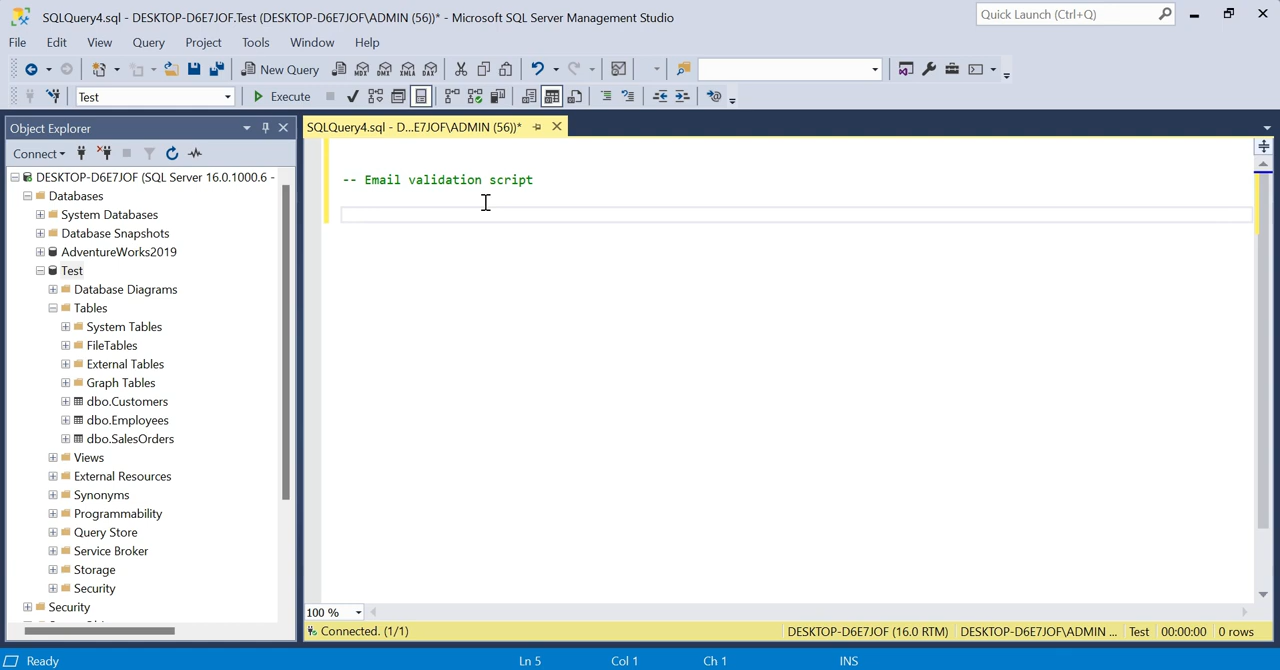 SQLQuery4.sql - DESKTOP-D6E7JOF.Test (DESKTOP-D6E7JOF\ADMIN (56))* - Microsoft SQL Server Management Studio
Quick Launch (Ctrl+Q)
File Edit View Query Project Tools Window Help
New Query MDX DMX XMLA DAX
Test Execute
Object Explorer
SQLQuery4.sql - D...E7JOF\ADMIN (56))*
Connect
DESKTOP-D6E7JOF (SQL Server 16.0.1000.6 -
Databases
System Databases
Database Snapshots
AdventureWorks2019
Test
Database Diagrams
Tables
System Tables
FileTables
External Tables
Graph Tables
dbo.Customers
dbo.Employees
dbo.SalesOrders
Views
External Resources
Synonyms
Programmability
Query Store
Service Broker
Storage
Security
Security
-- Email validation script
100 %
Connected. (1/1)
DESKTOP-D6E7JOF (16.0 RTM) DESKTOP-D6E7JOF\ADMIN ... Test 00:00:00 0 rows
Ready Ln 5 Col 1 Ch 1 INS